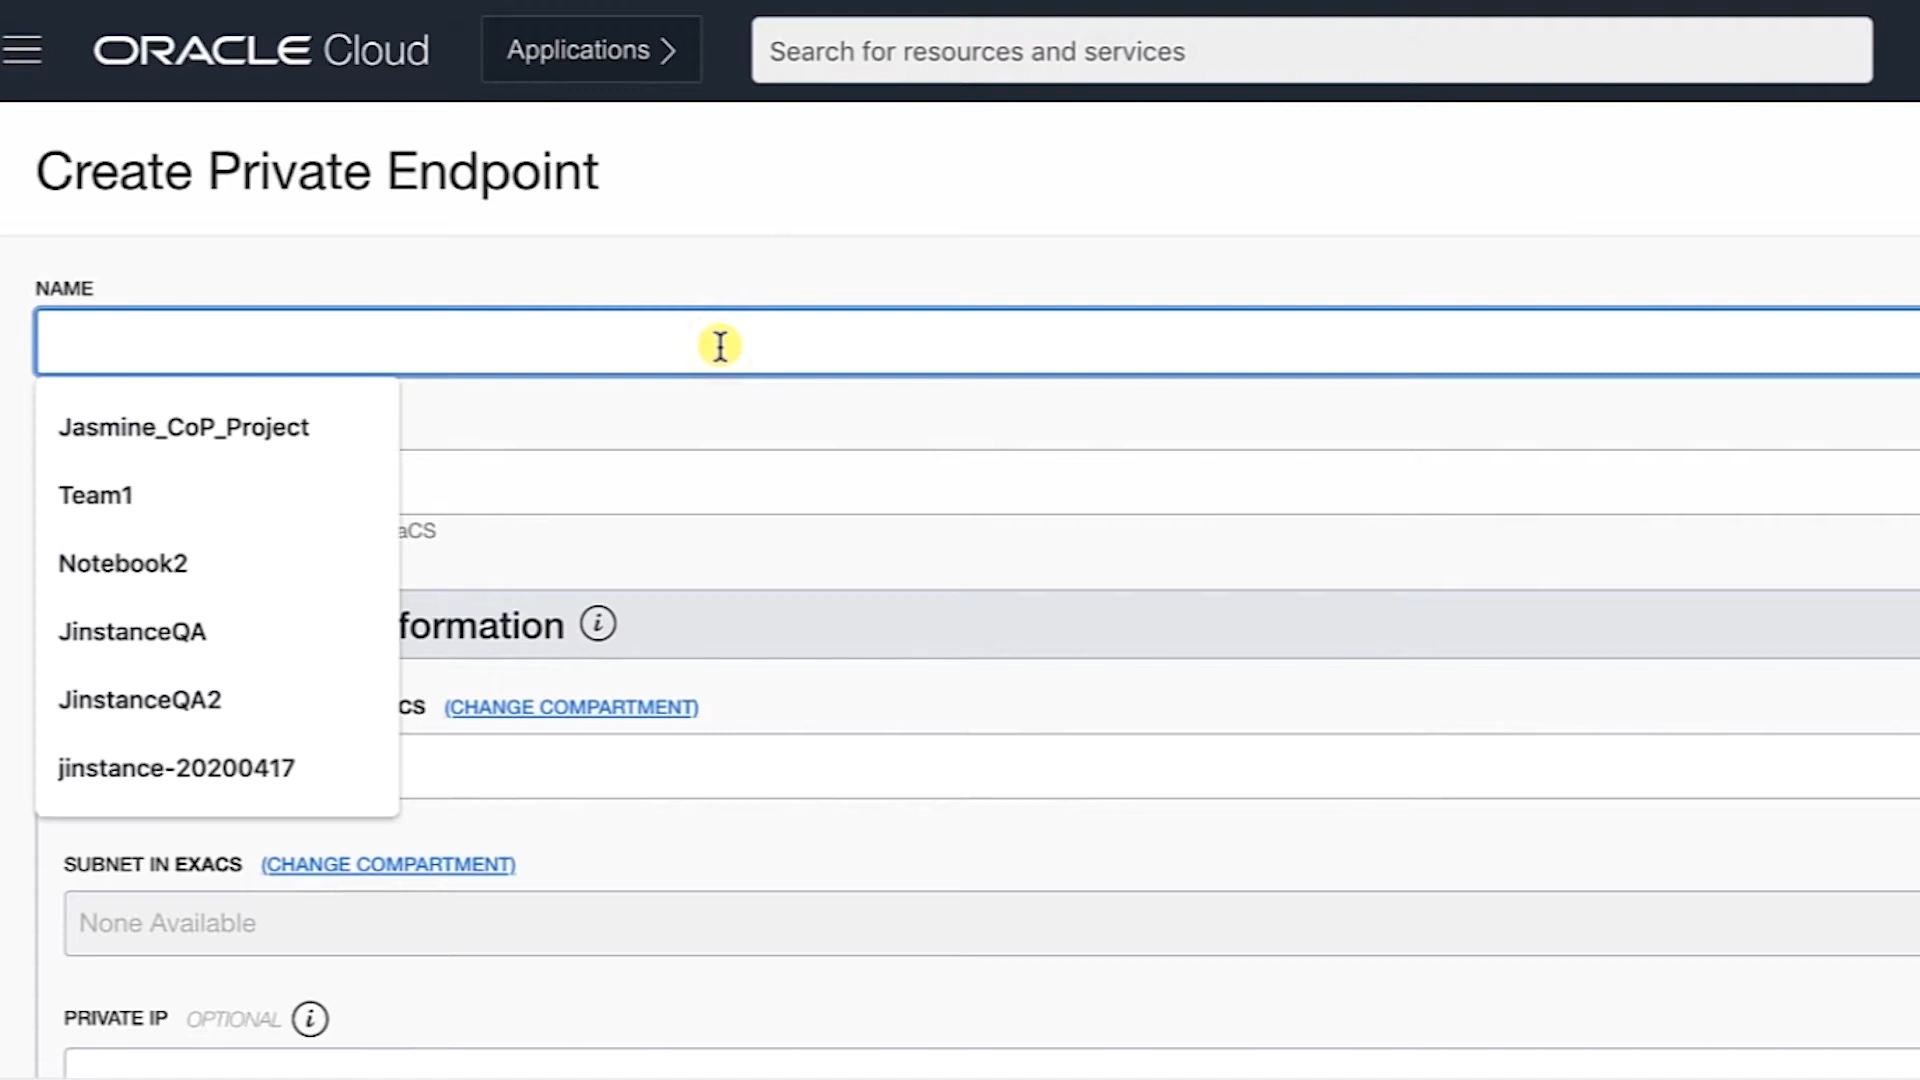 ORACLE Cloud
Applications
Search for resources and services
Create Private Endpoint
NAME
Jasmine_CoP_Project
Team1
Notebook2
aCS
JinstanceQA
formation
JinstanceQA2
CS (CHANGE COMPARTMENT)
jinstance-20200417
SUBNET IN EXACS (CHANGE COMPARTMENT)
None Available
PRIVATE IP OPTIONAL